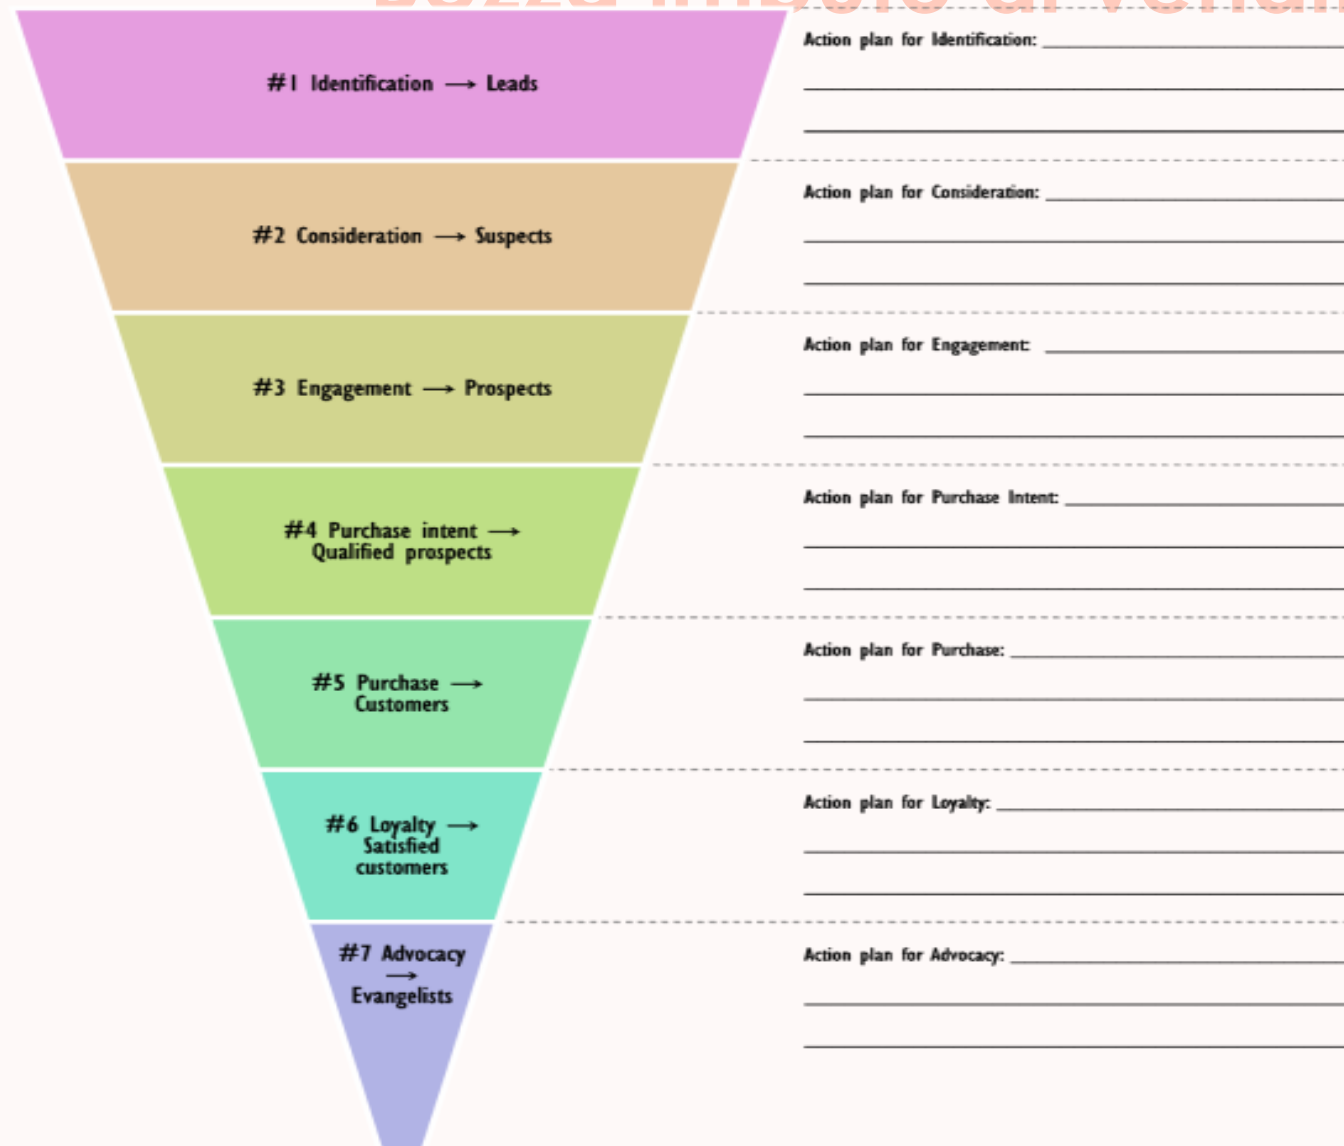 #1 Identification → Leads
Action plan for Identification:
#2 Consideration → Suspects
Action plan for Consideration:
#3 Engagement → Prospects
Action plan for Engagement:
#4 Purchase intent →
Qualified prospects
Action plan for Purchase Intent:
#5 Purchase →
Customers
Action plan for Purchase:
#6 Loyalty →
Satisfied
customers
Action plan for Loyalty:
#7 Advocacy
→
Evangelists
Action plan for Advocacy: